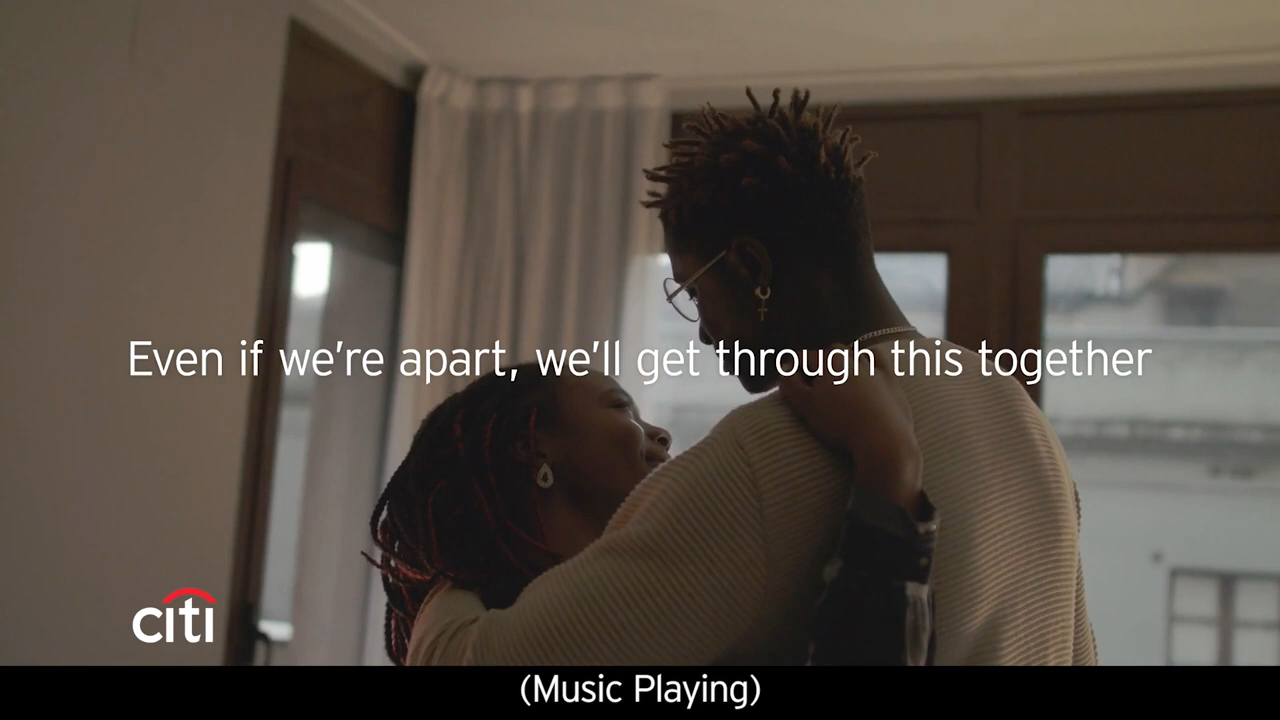 Even if we're apart, we'll get through this together
citi
(Music Playing)